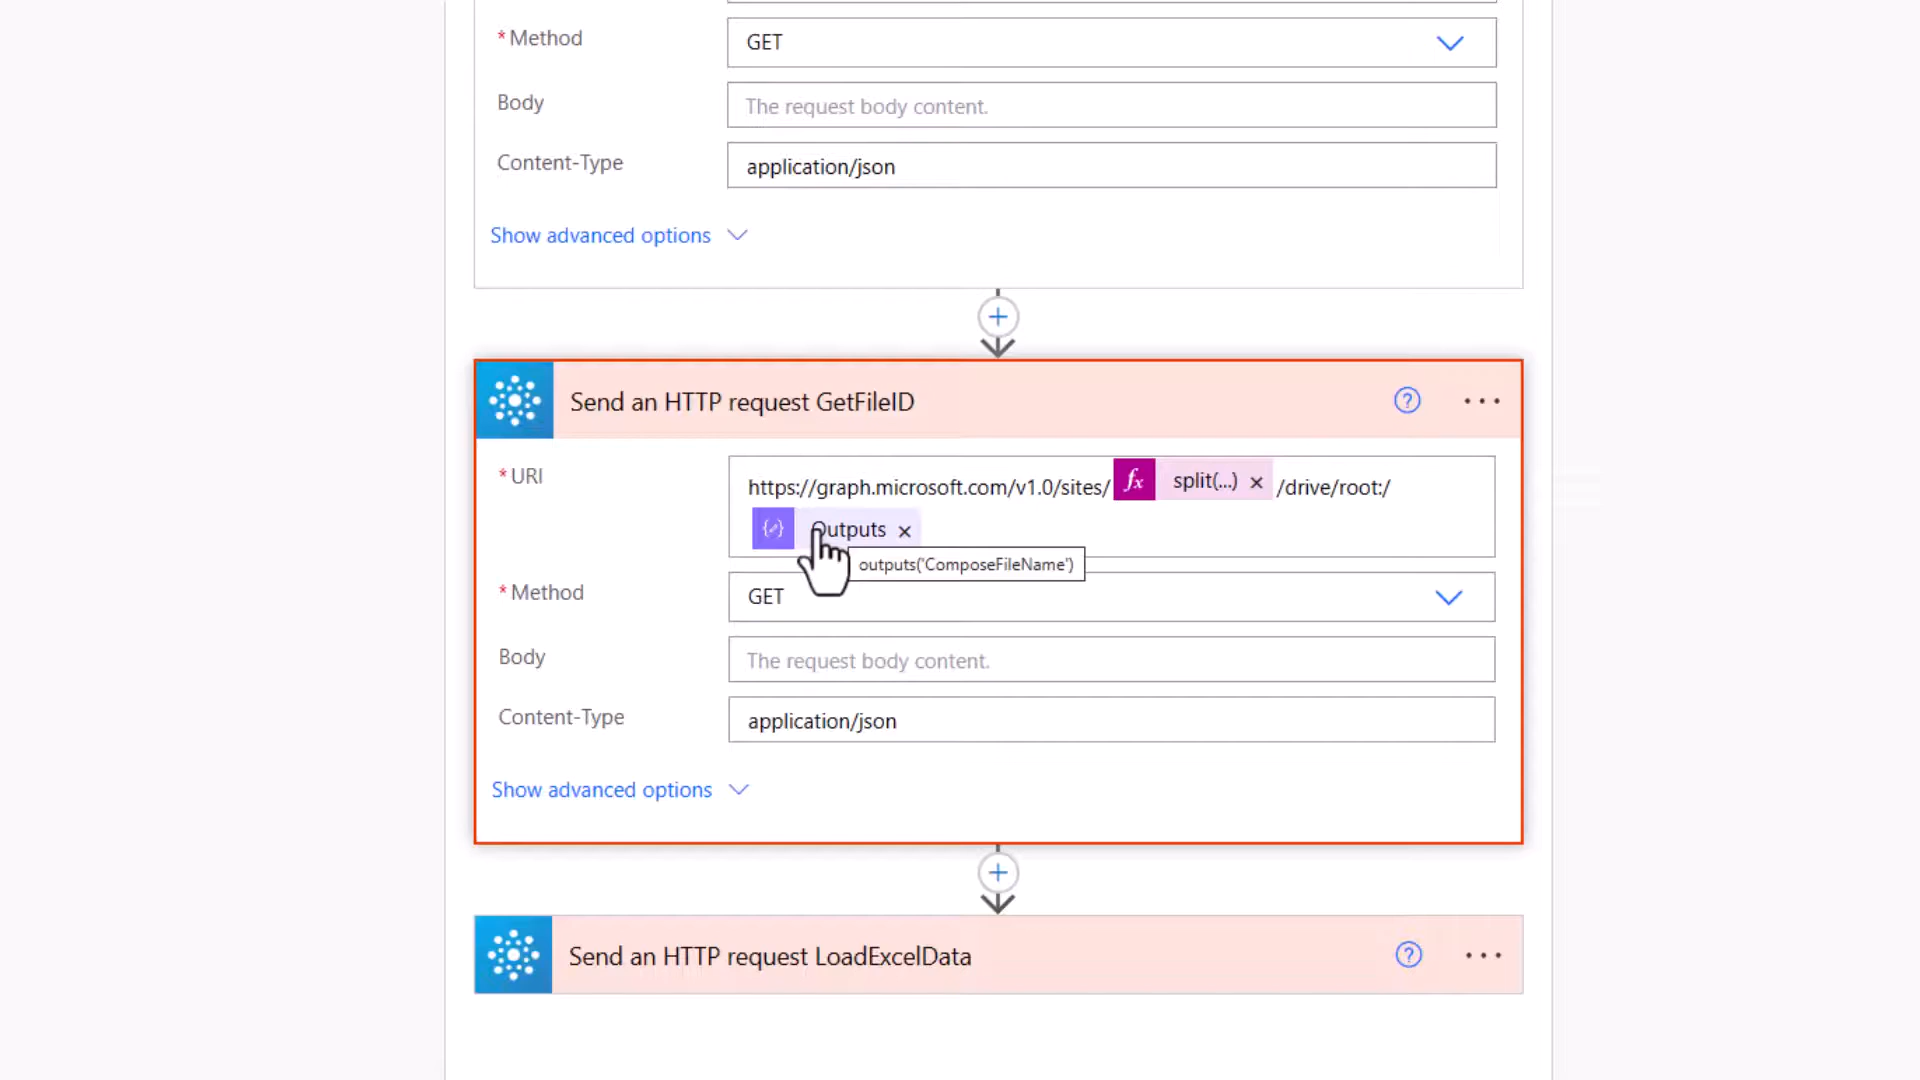 * Method
GET
Body
The request body content.
Content-Type
application/json
Show advanced options
Send an HTTP request GetFileID
* URI
https://graph.microsoft.com/v1.0/sites/ fx split(...) × /drive/root:/
Outputs ×
outputs('ComposeFileName')
* Method
GET
Body
The request body content.
Content-Type
application/json
Show advanced options
Send an HTTP request LoadExcelData